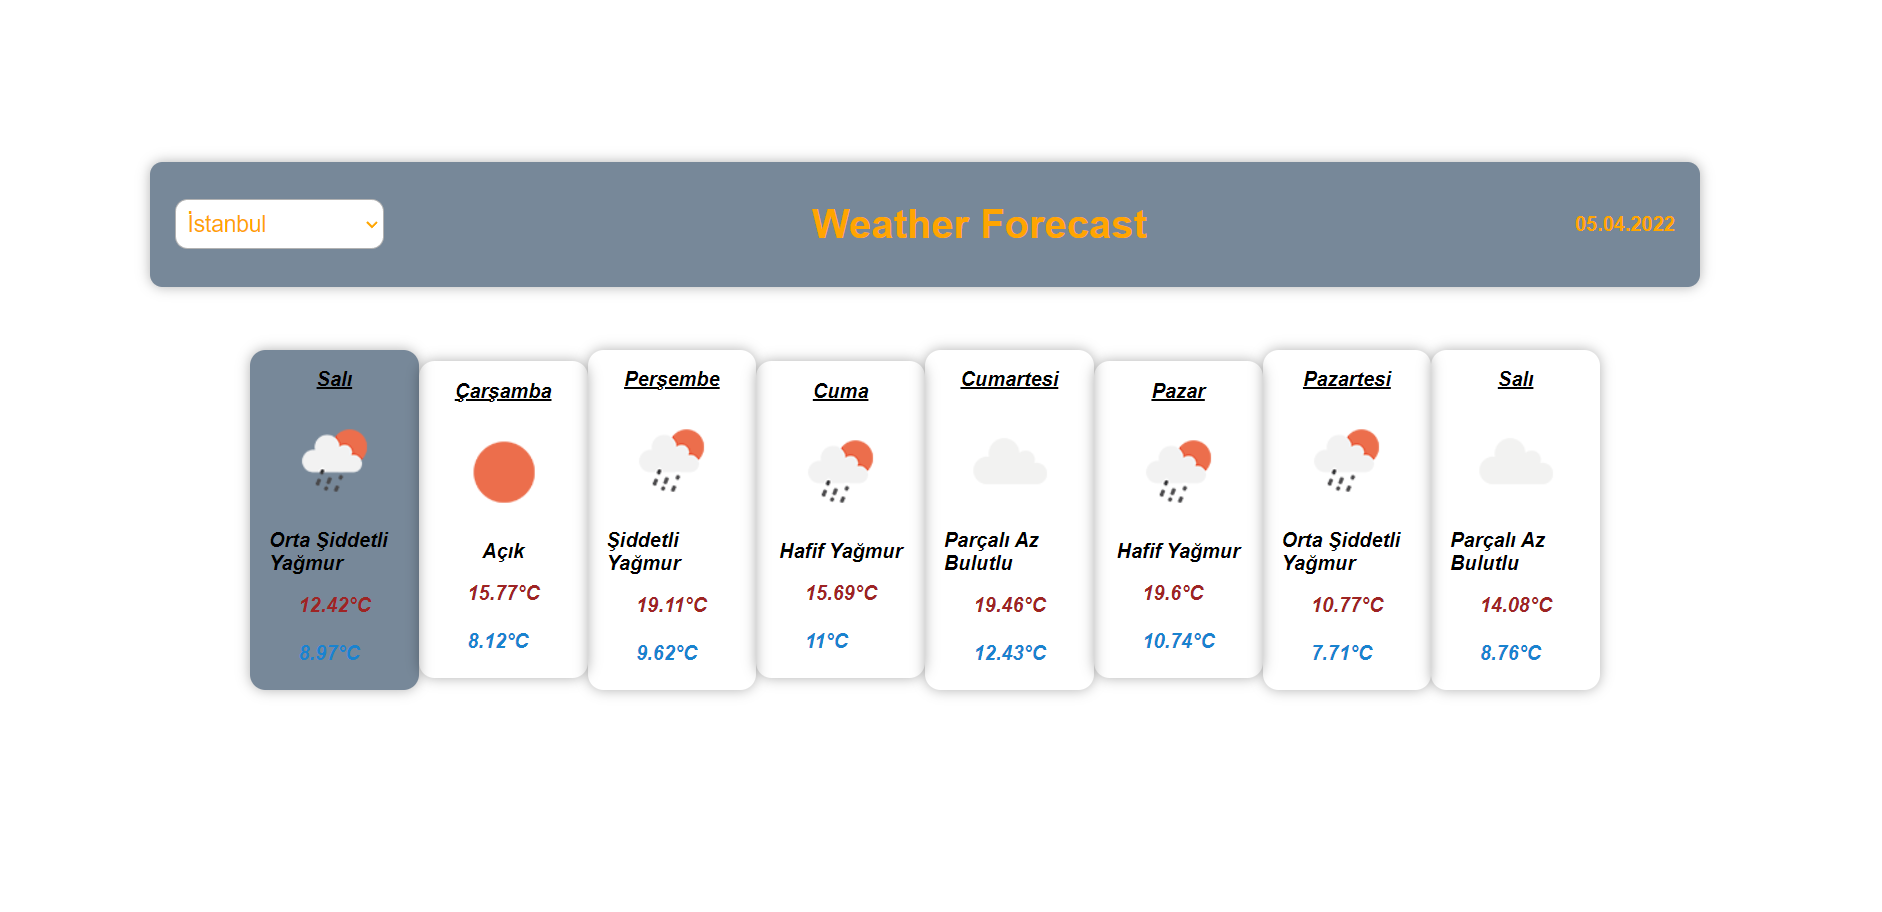 İstanbul
Weather Forecast
05.04.2022
Salı
Orta Şiddetli
Yağmur
12.42°C
8.97°C
Çarşamba
Açık
15.77°C
8.12°C
Perşembe
Şiddetli
Yağmur
19.11°C
9.62°C
Cuma
Hafif Yağmur
15.69°C
11°C
Cumartesi
Parçalı Az
Bulutlu
19.46°C
12.43°C
Pazar
Hafif Yağmur
19.6°C
10.74°C
Pazartesi
Orta Şiddetli
Yağmur
10.77°C
7.71°C
Salı
Parçalı Az
Bulutlu
14.08°C
8.76°C